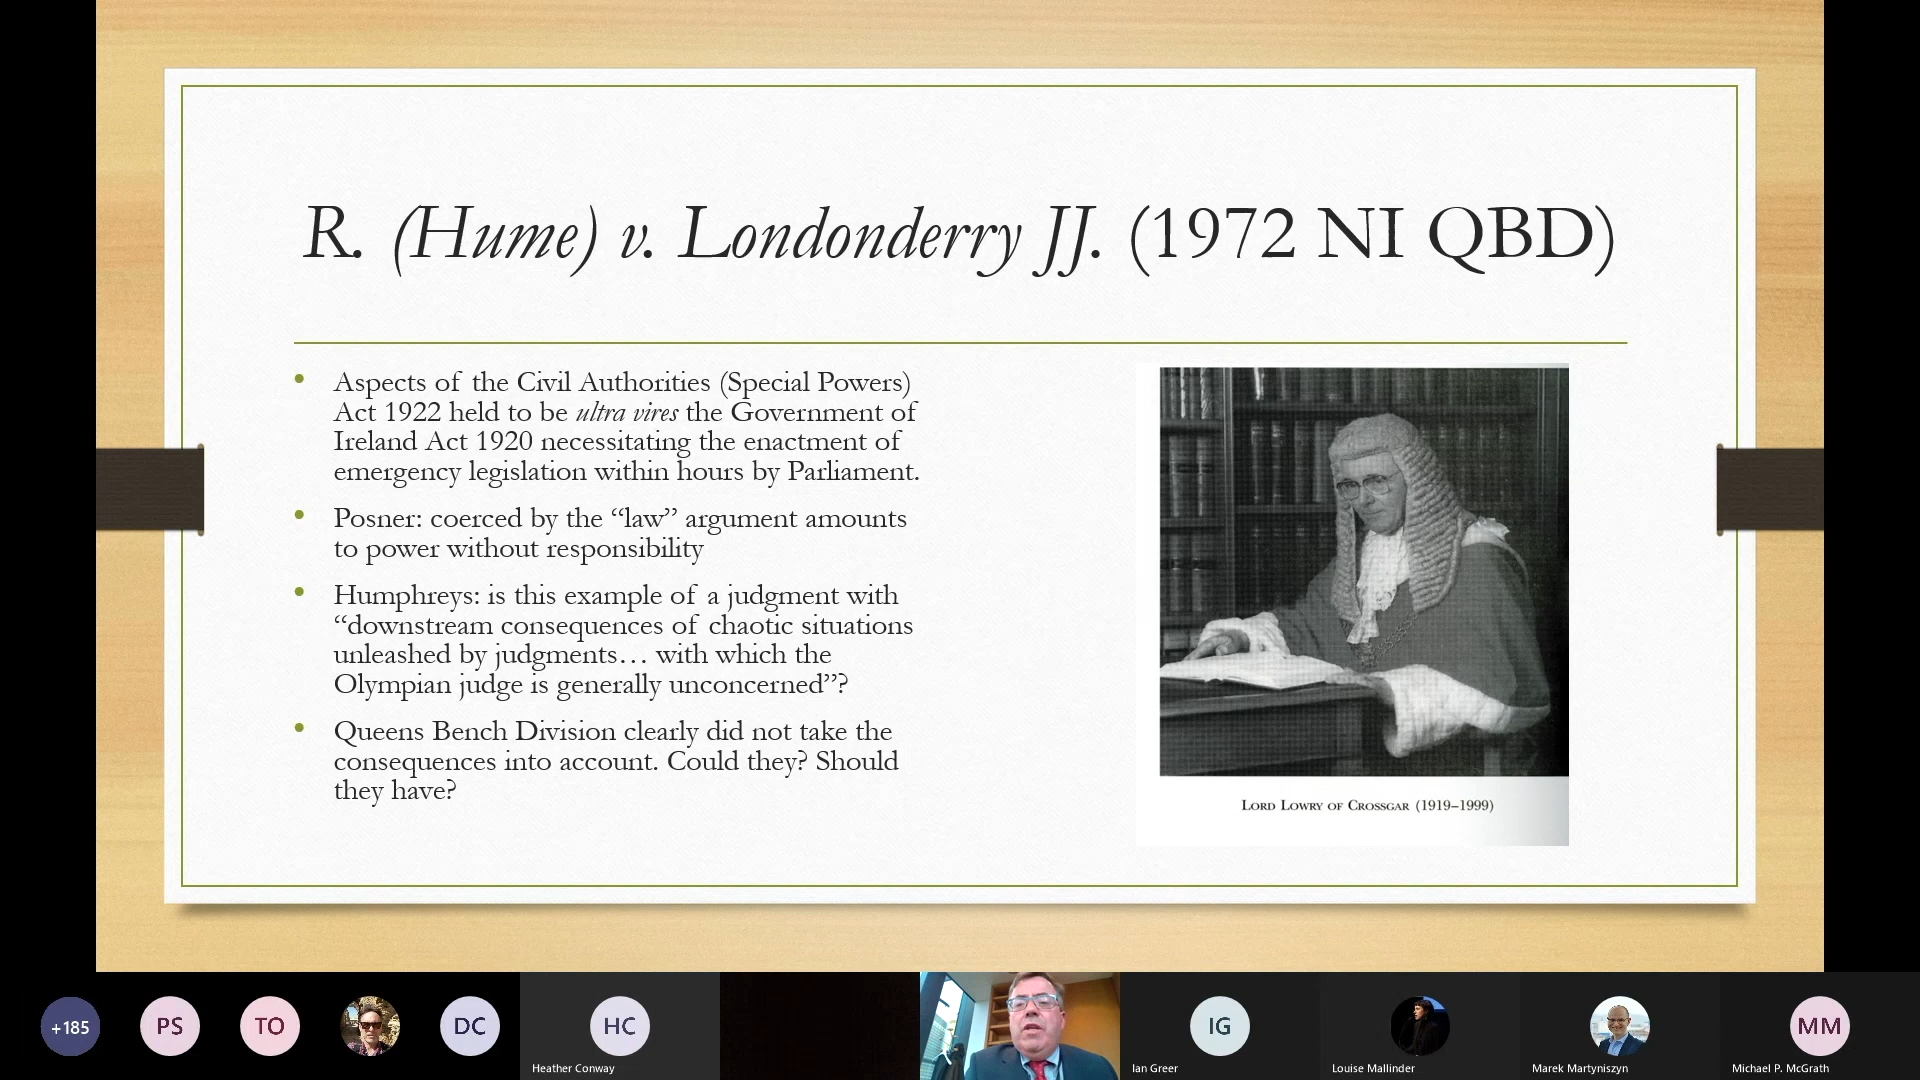 R. (Hume) v. Londonderry JJ. (1972 NI QBD)
• Aspects of the Civil Authorities (Special Powers)
Act 1922 held to be ultra vires the Government of
Ireland Act 1920 necessitating the enactment of
emergency legislation within hours by Parliament.
• Posner: coerced by the “law” argument amounts
to power without responsibility
• Humphreys: is this example of a judgment with
“downstream consequences of chaotic situations
unleashed by judgments… with which the
Olympian judge is generally unconcerned”?
• Queens Bench Division clearly did not take the
consequences into account. Could they? Should
they have?
Lord Lowry of Crossgar (1919–1999)
+185
PS
TO
DC
HC
Heather Conway
IG
Ian Greer
Louise Mallinder
Marek Martyniszyn
MM
Michael P. McGrath